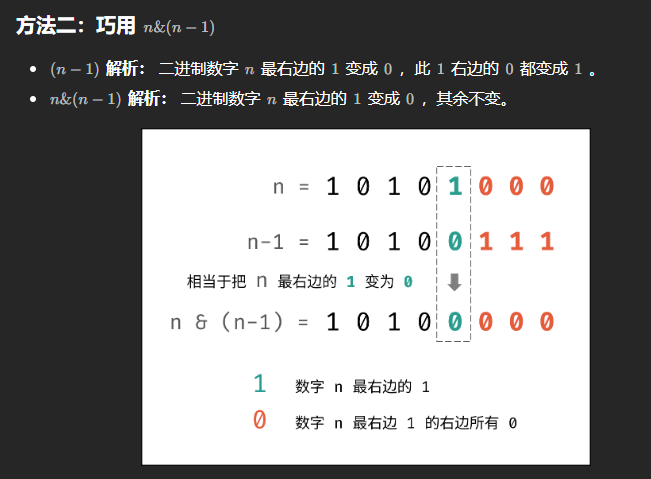 方法二：巧用 n&(n − 1)
• (n − 1) 解析： 二进制数字 n 最右边的 1 变成 0 ，此 1 右边的 0 都变成 1 。
• n&(n − 1) 解析： 二进制数字 n 最右边的 1 变成 0 ，其余不变。
n = 1 0 1 0 1 0 0 0
n-1 = 1 0 1 0 0 1 1 1
相当于把 n 最右边的 1 变为 0
n & (n-1) = 1 0 1 0 0 0 0 0
1 数字 n 最右边的 1
0 数字 n 最右边 1 的右边所有 0